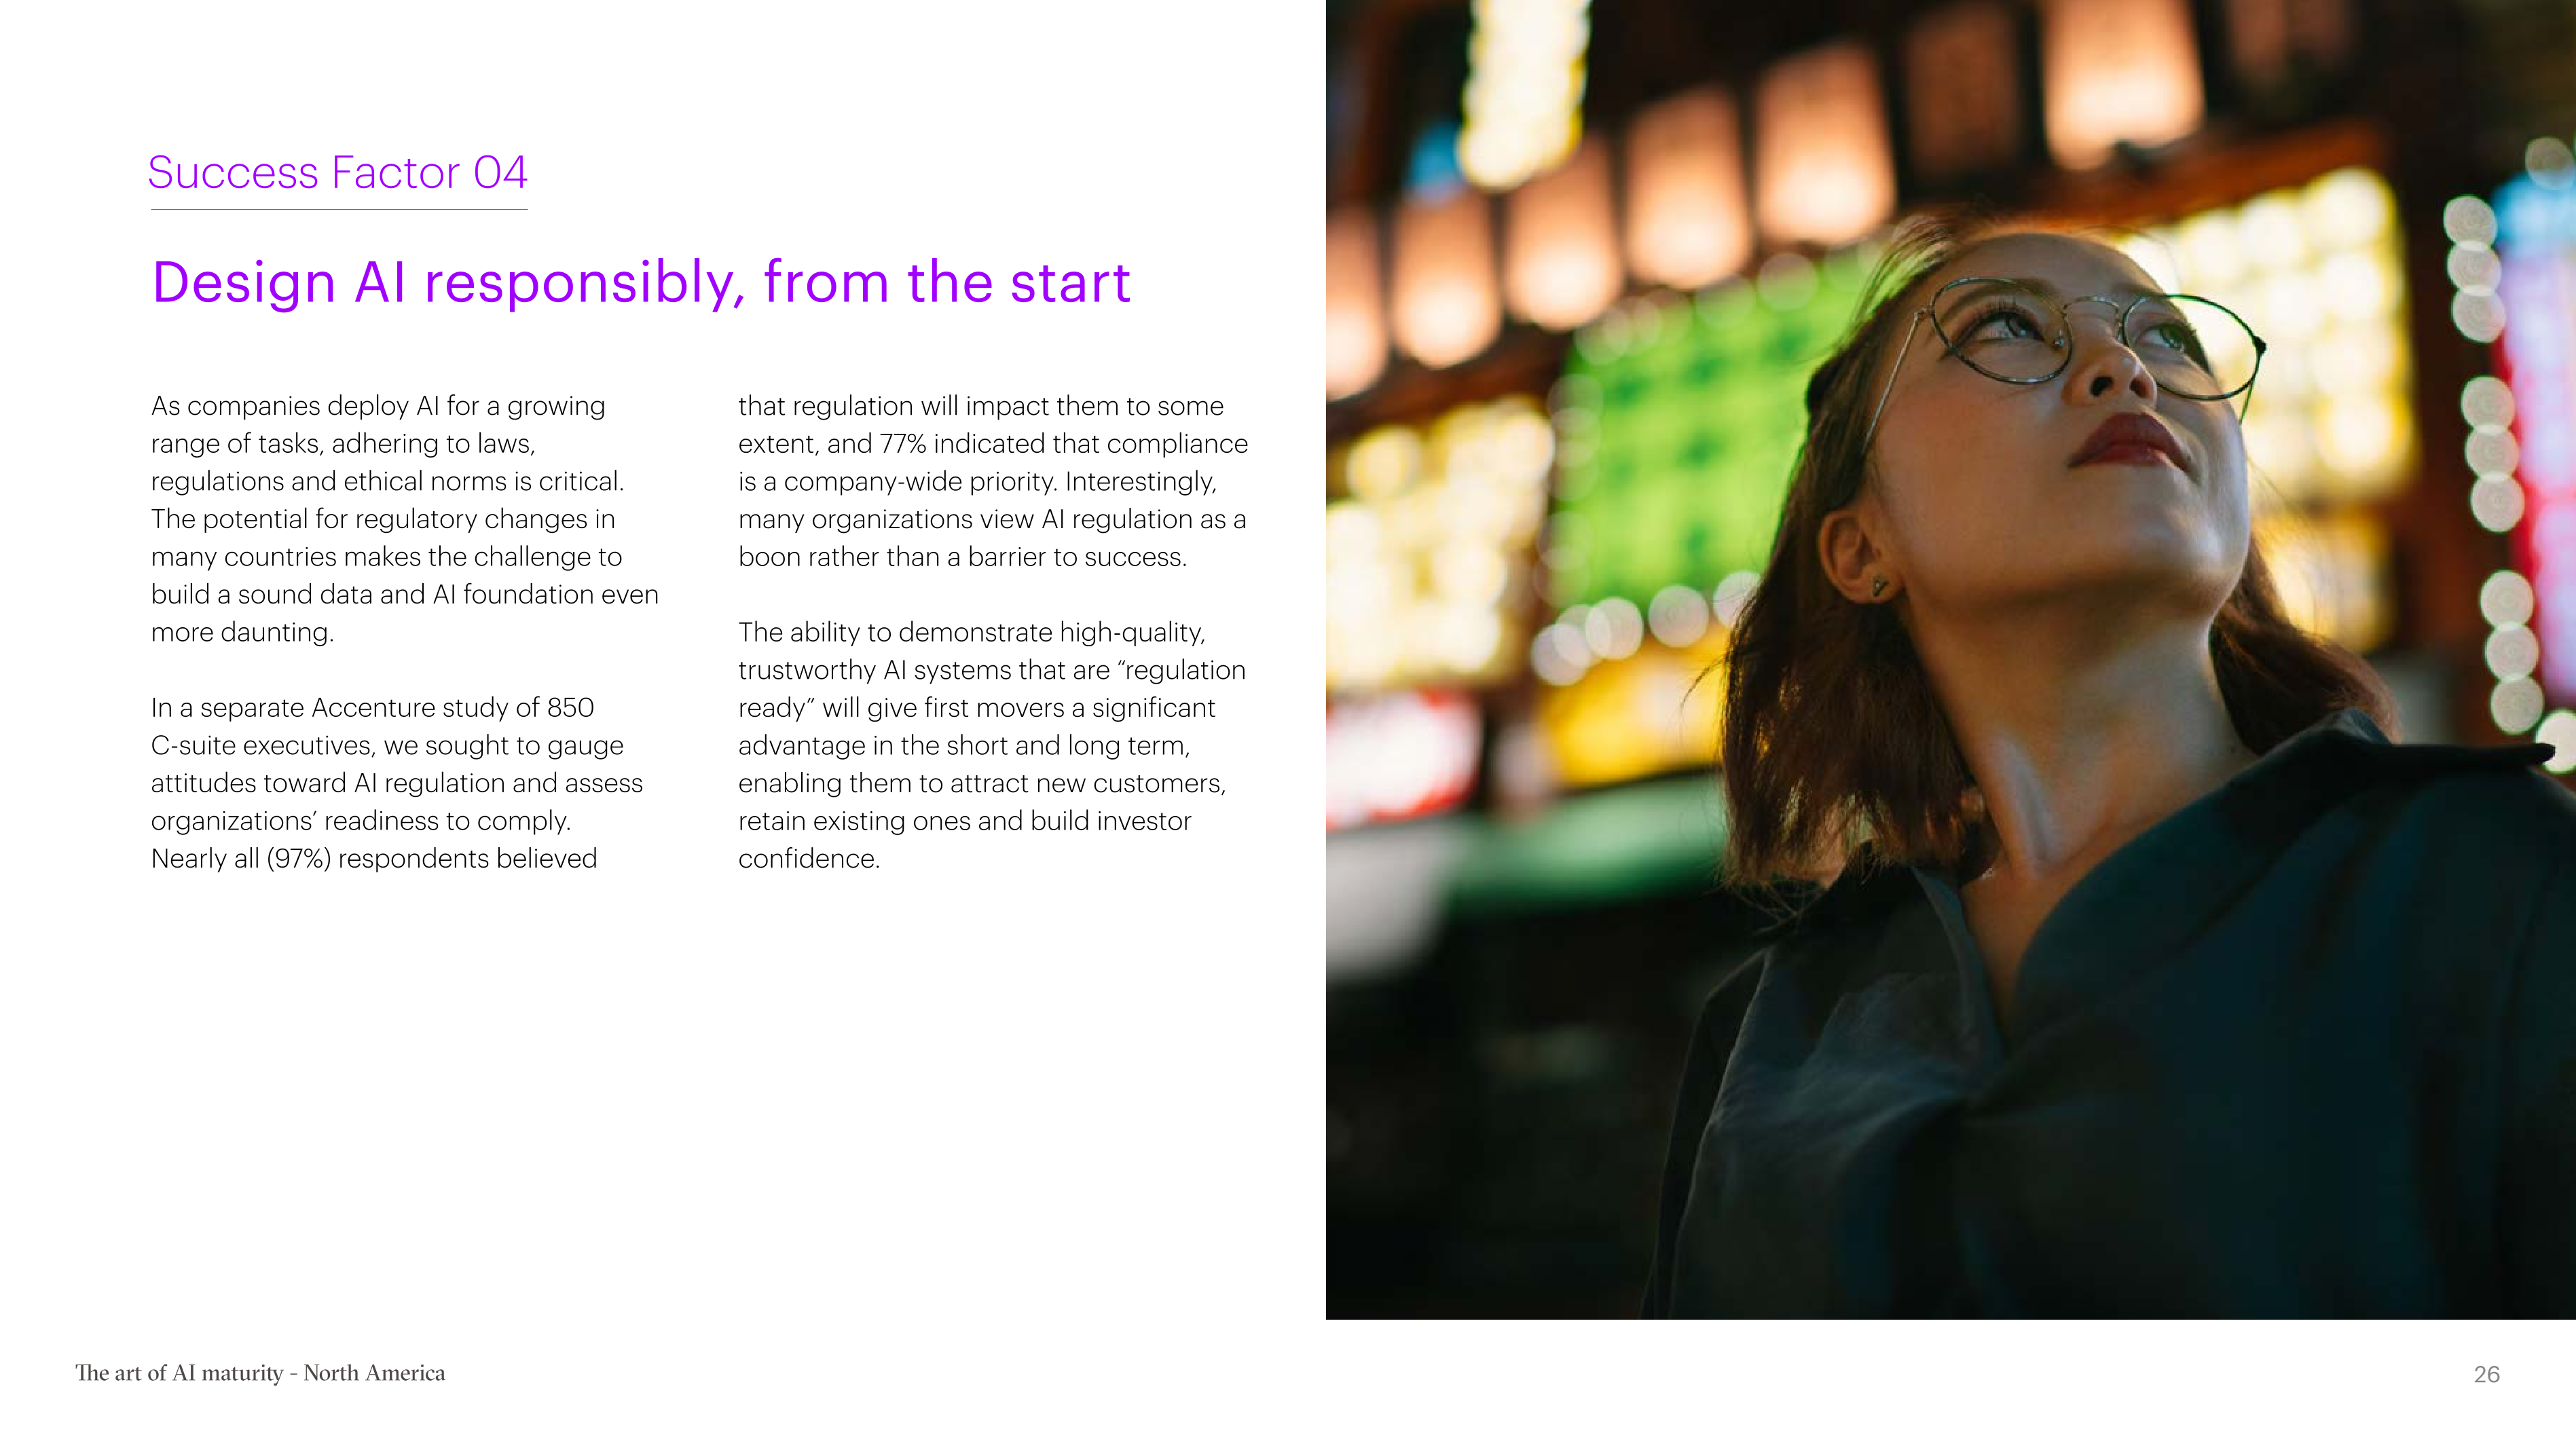 Success Factor 04
Design AI responsibly, from the start
As companies deploy AI for a growing
range of tasks, adhering to laws,
regulations and ethical norms is critical.
The potential for regulatory changes in
many countries makes the challenge to
build a sound data and AI foundation even
more daunting.
In a separate Accenture study of 850
C-suite executives, we sought to gauge
attitudes toward AI regulation and assess
organizations’ readiness to comply.
Nearly all (97%) respondents believed
that regulation will impact them to some
extent, and 77% indicated that compliance
is a company-wide priority. Interestingly,
many organizations view AI regulation as a
boon rather than a barrier to success.
The ability to demonstrate high-quality,
trustworthy AI systems that are “regulation
ready” will give first movers a significant
advantage in the short and long term,
enabling them to attract new customers,
retain existing ones and build investor
confidence.
The art of AI maturity - North America
26